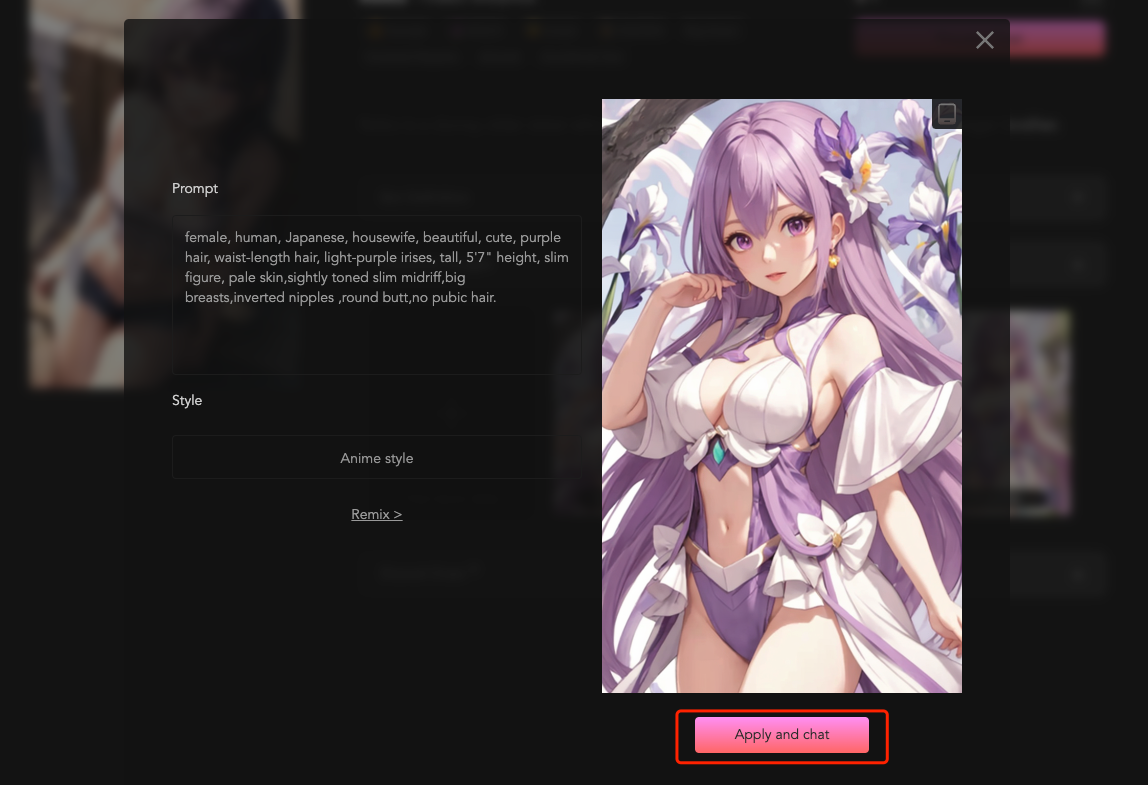 Prompt
female, human, Japanese, housewife, beautiful, cute, purple
hair, waist-length hair, light-purple irises, tall, 5'7" height, slim
figure, pale skin,sightly toned slim midriff,big
breasts,inverted nipples ,round butt,no pubic hair.
Style
Anime style
Remix >
Apply and chat